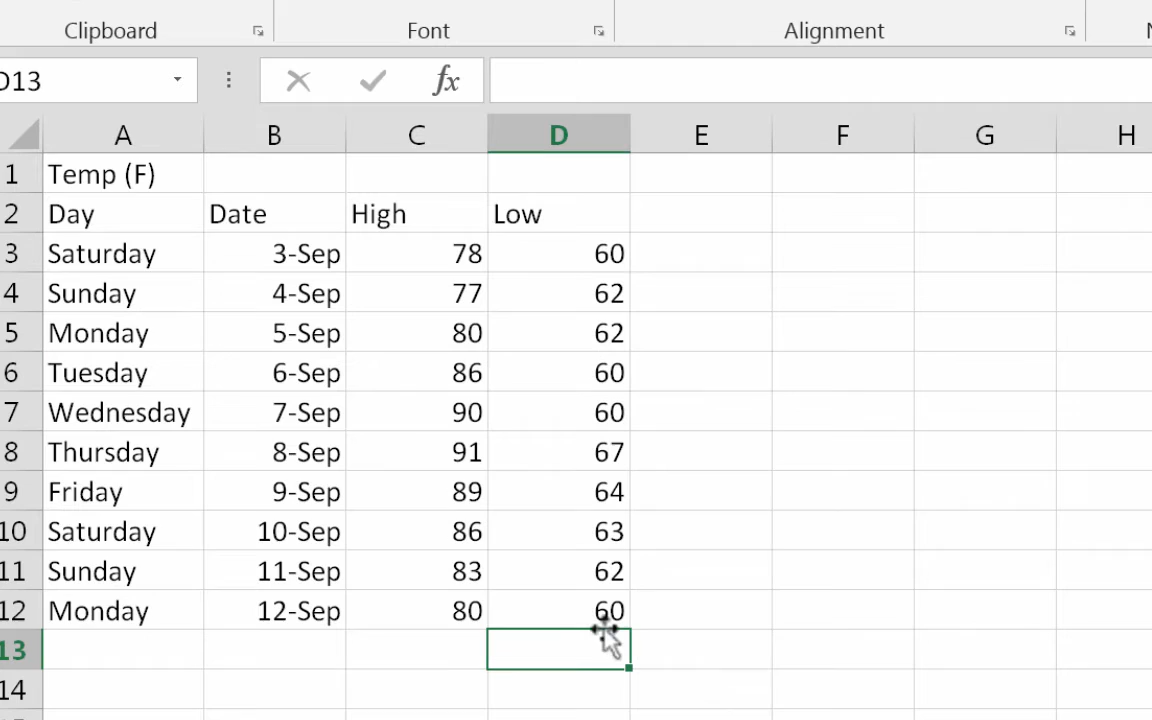 Clipboard Font Alignment
D13 fx
A B C D E F G H
1 Temp (F)
2 Day Date High Low
3 Saturday 3-Sep 78 60
4 Sunday 4-Sep 77 62
5 Monday 5-Sep 80 62
6 Tuesday 6-Sep 86 60
7 Wednesday 7-Sep 90 60
8 Thursday 8-Sep 91 67
9 Friday 9-Sep 89 64
10 Saturday 10-Sep 86 63
11 Sunday 11-Sep 83 62
12 Monday 12-Sep 80 60
13
14